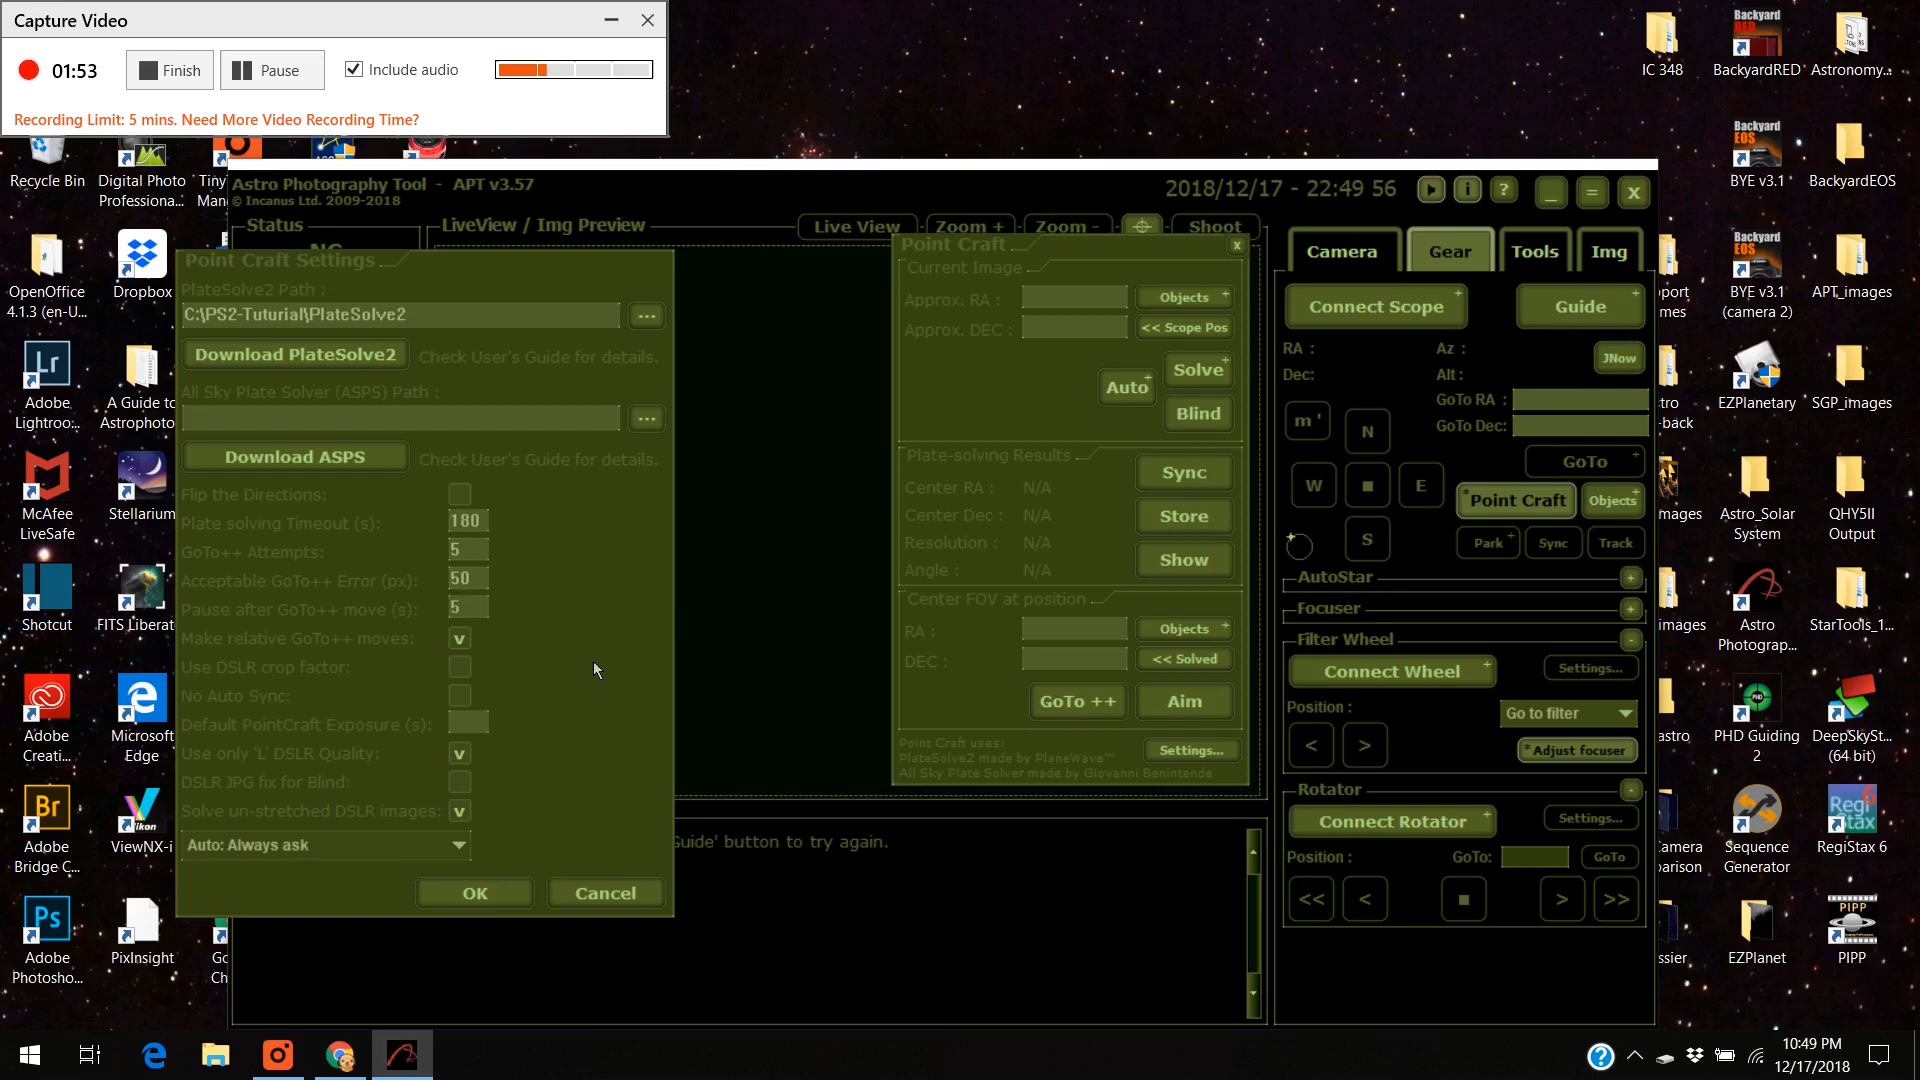 Capture Video
01:53
Finish
Pause
Include audio
Recording Limit: 5 mins. Need More Video Recording Time?
IC 348
BackyardRED
Astronomy...
Recycle Bin
Digital Photo
Professiona...
BYE v3.1
BackyardEOS
OpenOffice
4.1.3 (en-U...
Dropbox
BYE v3.1
(camera 2)
APT_images
Adobe
Lightroo...
A Guide to
Astrophoto
EZPlanetary
SGP_images
McAfee
LiveSafe
Stellarium
Astro_Solar
System
QHY5II
Output
Shotcut
FITS Liberat
Astro
Photograp...
StarTools_1...
Adobe
Creati...
Microsoft
Edge
PHD Guiding
2
DeepSkySt...
(64 bit)
Adobe
Bridge C...
ViewNX-i
Sequence
Generator
RegiStax 6
Adobe
Photosho...
PixInsight
EZPlanet
PIPP
Astro Photography Tool - APT v3.57
© Incanus Ltd. 2009-2018
2018/12/17 - 22:49 56
Status
LiveView / Img Preview
Live View
Zoom +
Zoom -
Shoot
Point Craft Settings
PlateSolve2 Path :
C:\PS2-Tuturial\PlateSolve2
...
Download PlateSolve2
Check User's Guide for details.
All Sky Plate Solver (ASPS) Path :
...
Download ASPS
Check User's Guide for details.
Flip the Directions:
Plate solving Timeout (s): 180
GoTo++ Attempts: 5
Acceptable GoTo++ Error (px): 50
Pause after GoTo++ move (s): 5
Make relative GoTo++ moves: v
Use DSLR crop factor:
No Auto Sync:
Default PointCraft Exposure (s):
Use only 'L' DSLR Quality: v
DSLR JPG fix for Blind:
Solve un-stretched DSLR images: v
Auto: Always ask
OK
Cancel
Guide' button to try again.
Point Craft
x
Current Image
Approx. RA :
Objects +
Approx. DEC :
<< Scope Pos
Auto +
Solve +
Blind
Plate-solving Results
Center RA : N/A
Center Dec : N/A
Resolution : N/A
Angle : N/A
Sync
Store
Show
Center FOV at position
RA :
Objects +
DEC :
<< Solved
GoTo ++
Aim
Point Craft uses:
PlateSolve2 made by PlaneWave™
All Sky Plate Solver made by Giovanni Benintende
Settings...
Camera
Gear
Tools
Img
Connect Scope +
Guide +
RA :
Az :
JNow
Dec:
Alt :
GoTo RA :
GoTo Dec:
m '
N
GoTo +
W
E
* Point Craft
Objects +
S
Park +
Sync
Track
AutoStar
+
Focuser
+
Filter Wheel
-
Connect Wheel +
Settings...
Position :
Go to filter
<
>
* Adjust focuser
Rotator
-
Connect Rotator +
Settings...
Position :
GoTo:
GoTo
<<
<
>
>>
10:49 PM
12/17/2018